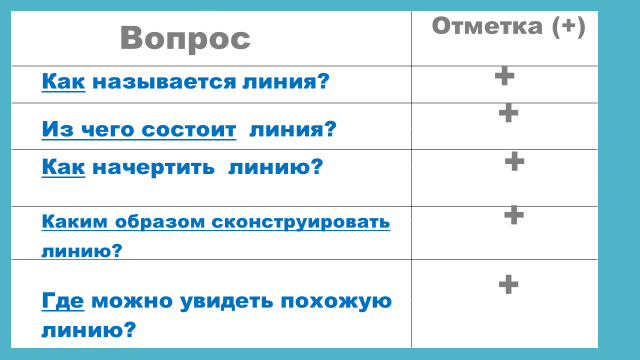 Вопрос Отметка (+)
Как называется линия? +
Из чего состоит линия? +
Как начертить линию? +
Каким образом сконструировать +
линию?
Где можно увидеть похожую +
линию?